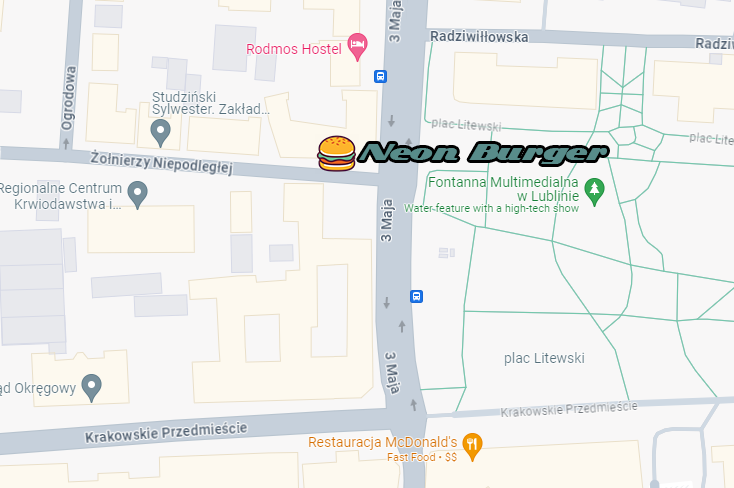 3 Maja
Radziwiłłowska
Radziw
Rodmos Hostel
Ogrodowa
Studziński
Sylwester. Zakład...
plac Litewski
plac Lite
Neon Burger
Żołnierzy Niepodległej
Fontanna Multimedialna
w Lublinie
Water feature with a high-tech show
Regionalne Centrum
Krwiodawstwa i...
3 Maja
plac Litewski
3 Maja
ąd Okręgowy
Krakowskie Przedmieście
Krakowskie Przedmieście
Restauracja McDonald's
Fast Food • $$